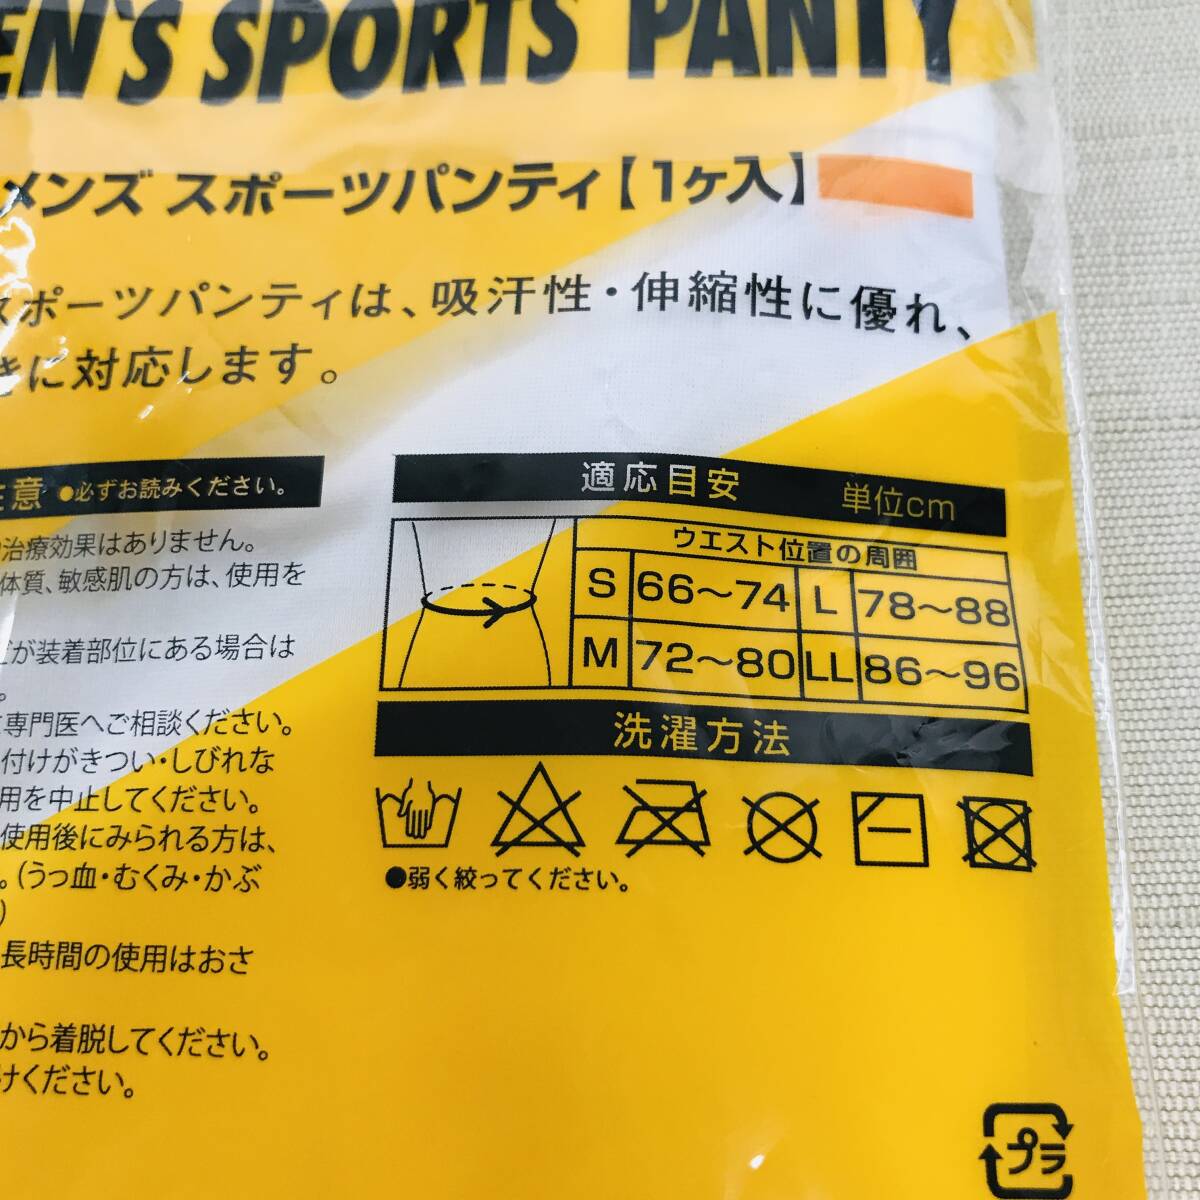 EN'S SPORTS PANTY
メンズ スポーツパンティ【1ヶ入】
スポーツパンティは、吸汗性・伸縮性に優れ、
きに対応します。
注意 ●必ずお読みください。
治療効果はありません。
体質、敏感肌の方は、使用を
が装着部位にある場合は
。
専門医へご相談ください。
付けがきつい・しびれな
用を中止してください。
使用後にみられる方は、
。(うっ血・むくみ・かぶ
)
長時間の使用はおさ
から着脱してください。
けください。
適応目安 単位cm
ウエスト位置の周囲
S 66〜74 L 78〜88
M 72〜80 LL 86〜96
洗濯方法
●弱く絞ってください。
プラ